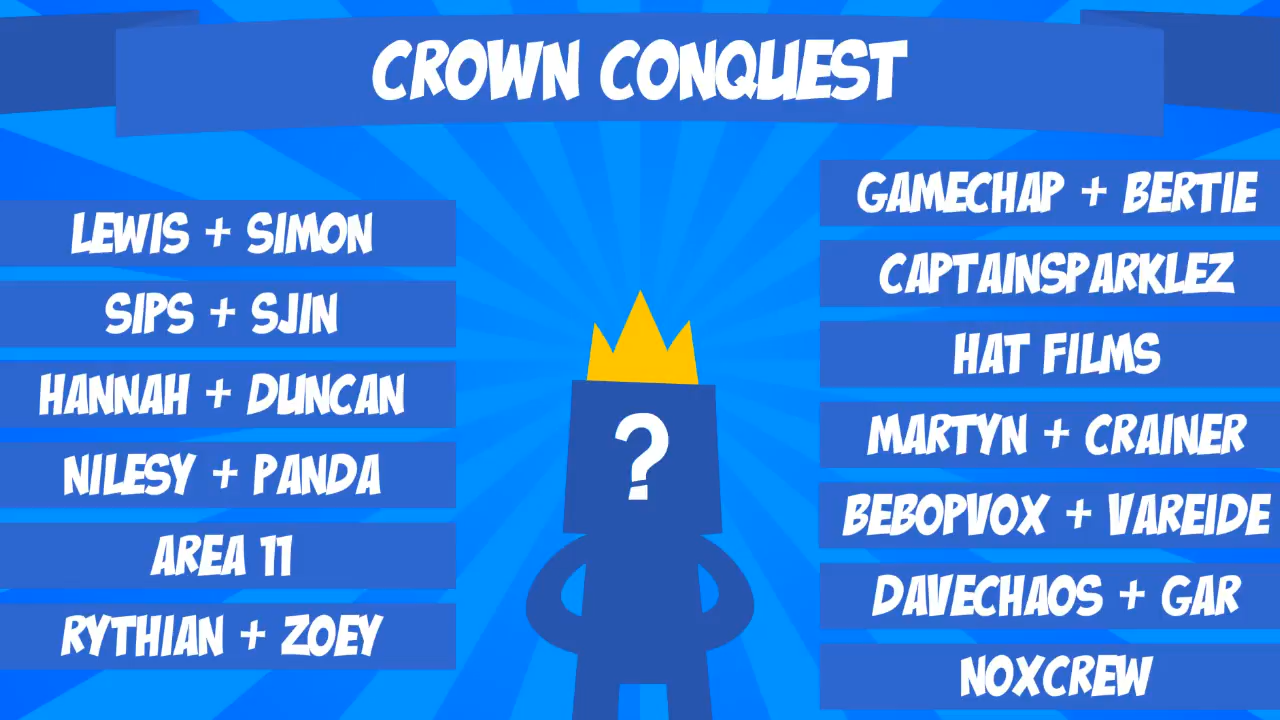 CROWN CONQUEST
LEWIS + SIMON
SIPS + SJIN
HANNAH + DUNCAN
NILESY + PANDA
AREA 11
RYTHIAN + ZOEY
?
GAMECHAP + BERTIE
CAPTAINSPARKLEZ
HAT FILMS
MARTYN + CRAINER
BEBOPVOX + VAREIDE
DAVECHAOS + GAR
NOXCREW